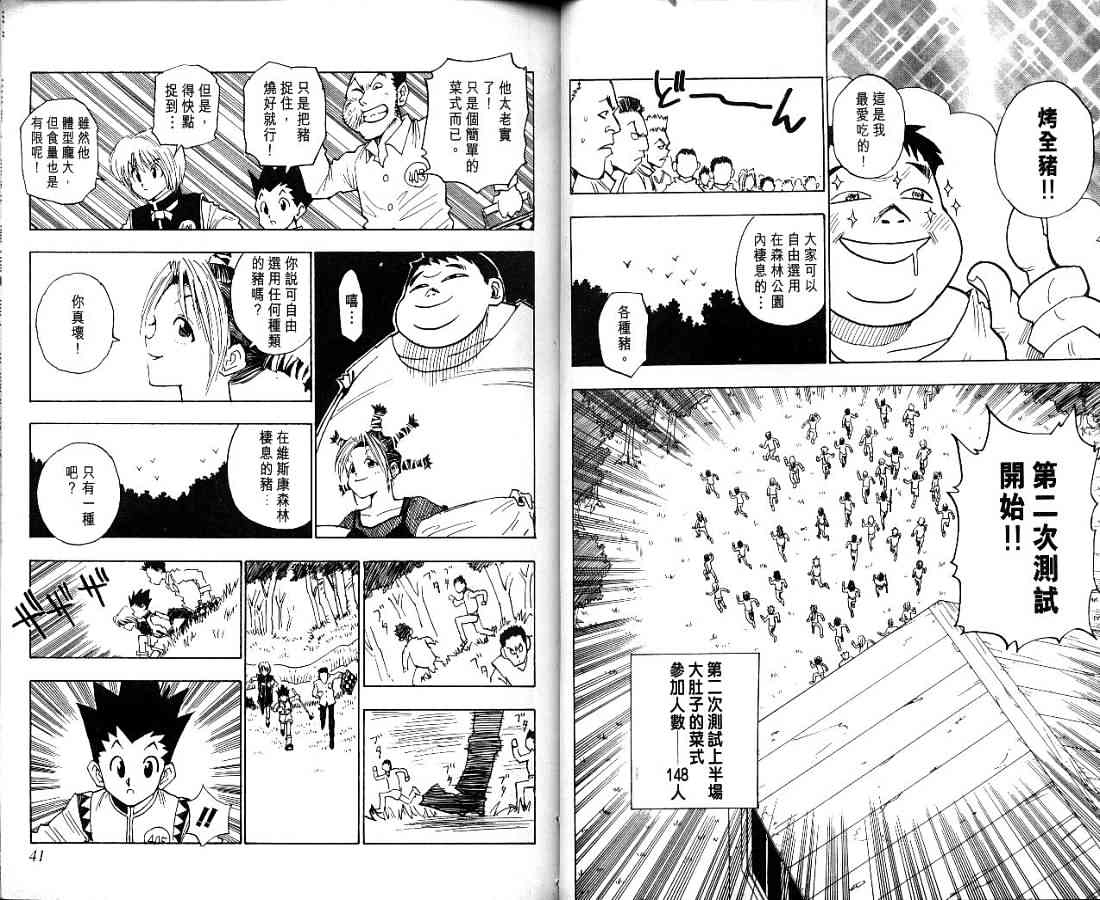 烤全豬!!
這是我
最愛吃的!
大家可以
自由選用
在森林公園
內棲息的…
各種豬。
第二次測試
開始!!
第二次測試上半場
大肚子的菜式
參加人數——148人
他太老實
了!
只是個簡單的
菜式而已。
只是把豬
捉住,
燒好就行!
但是,
得快點
捉到…
雖然他
體型龐大,
但食量也是
有限呢!
403
嘻…
你說可自由
選用任何種類
的豬嗎?
你真壞!
在維斯康森林
棲息的豬…
只有一種
吧?
!!
405
41